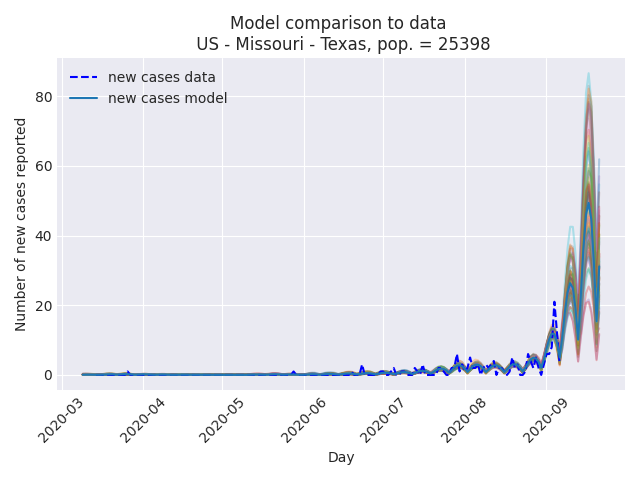 Model comparison to data
US - Missouri - Texas, pop. = 25398
new cases data
new cases model
Number of new cases reported
80
60
40
20
0
2020-03
2020-04
2020-05
2020-06
2020-07
2020-08
2020-09
Day